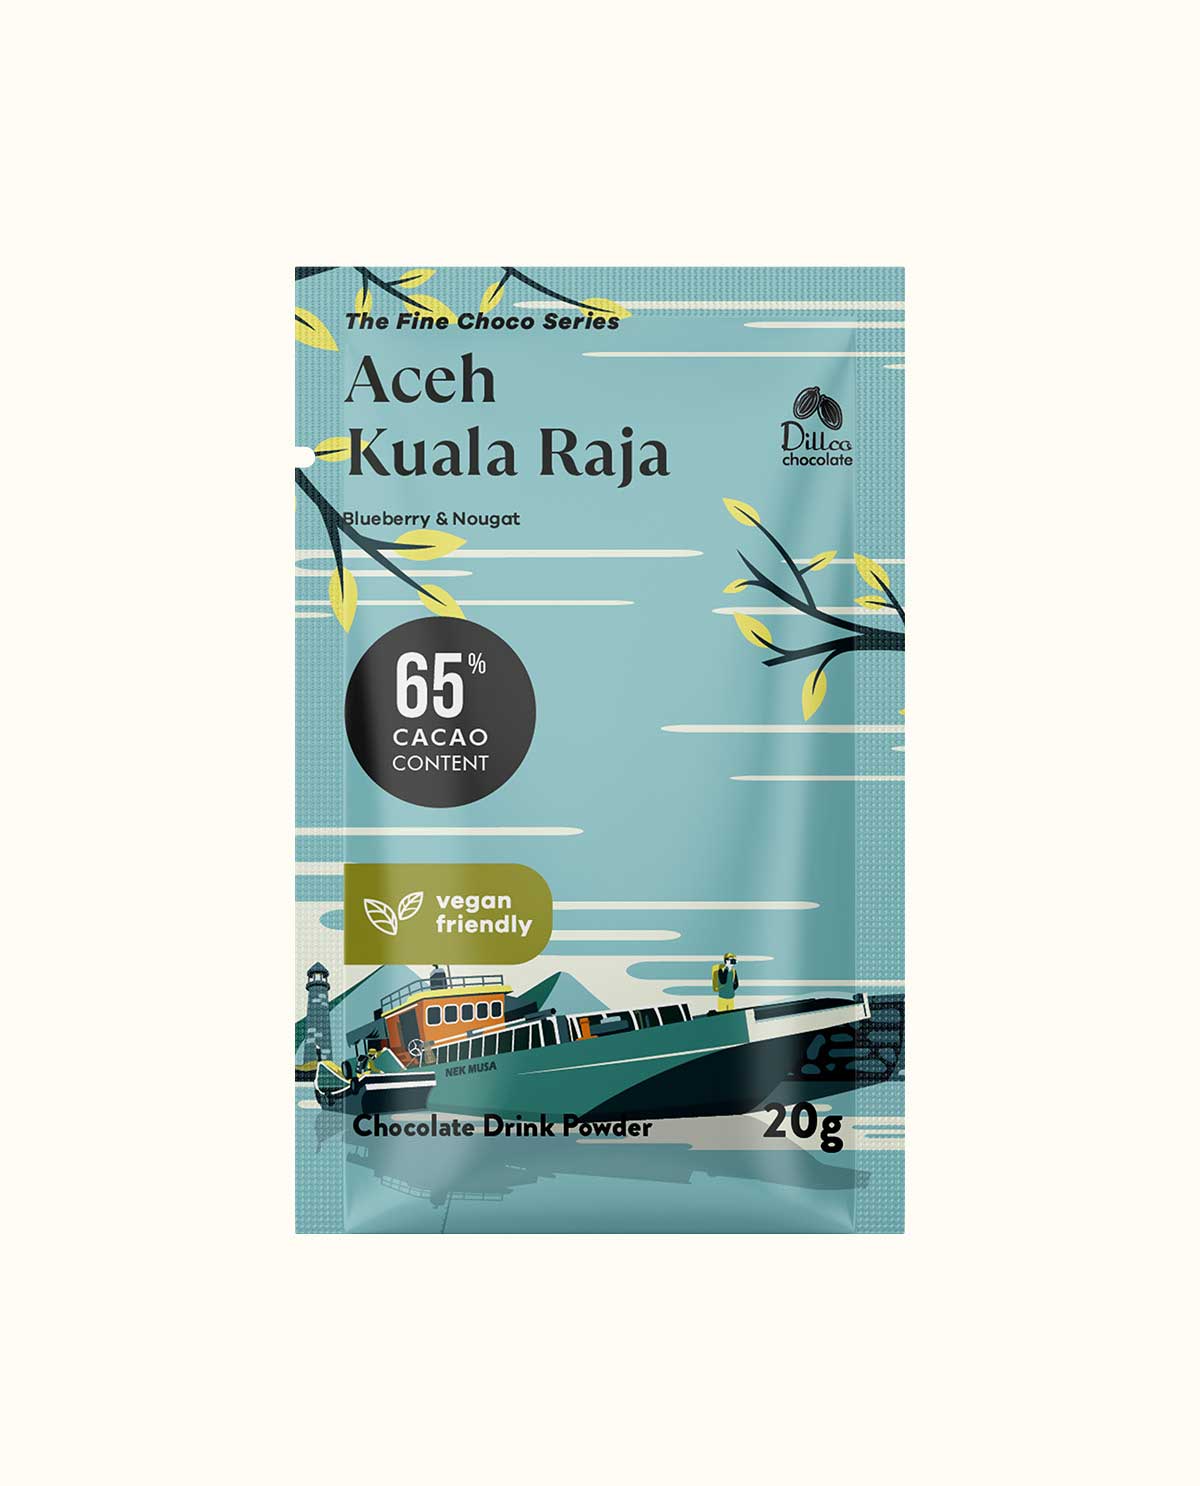 The Fine Choco Series
Aceh
Kuala Raja
Dillco
chocolate
Blueberry & Nougat
65%
CACAO
CONTENT
vegan
friendly
NEK MUSA
Chocolate Drink Powder
20g